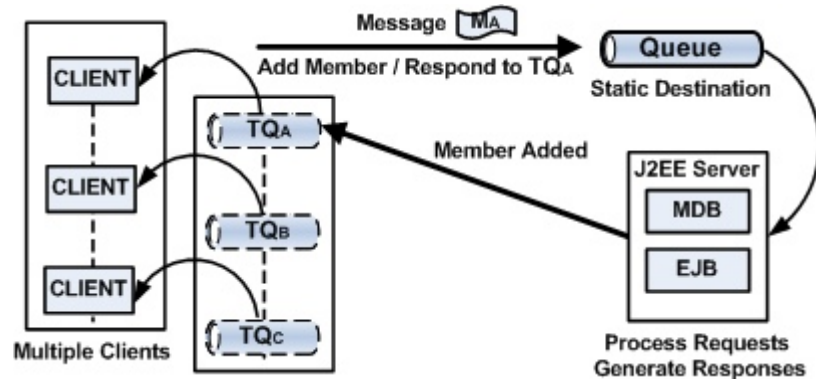 Message MA
Add Member / Respond to TQA
Queue
Static Destination
CLIENT
CLIENT
CLIENT
Multiple Clients
TQA
TQB
TQC
Member Added
J2EE Server
MDB
EJB
Process Requests
Generate Responses